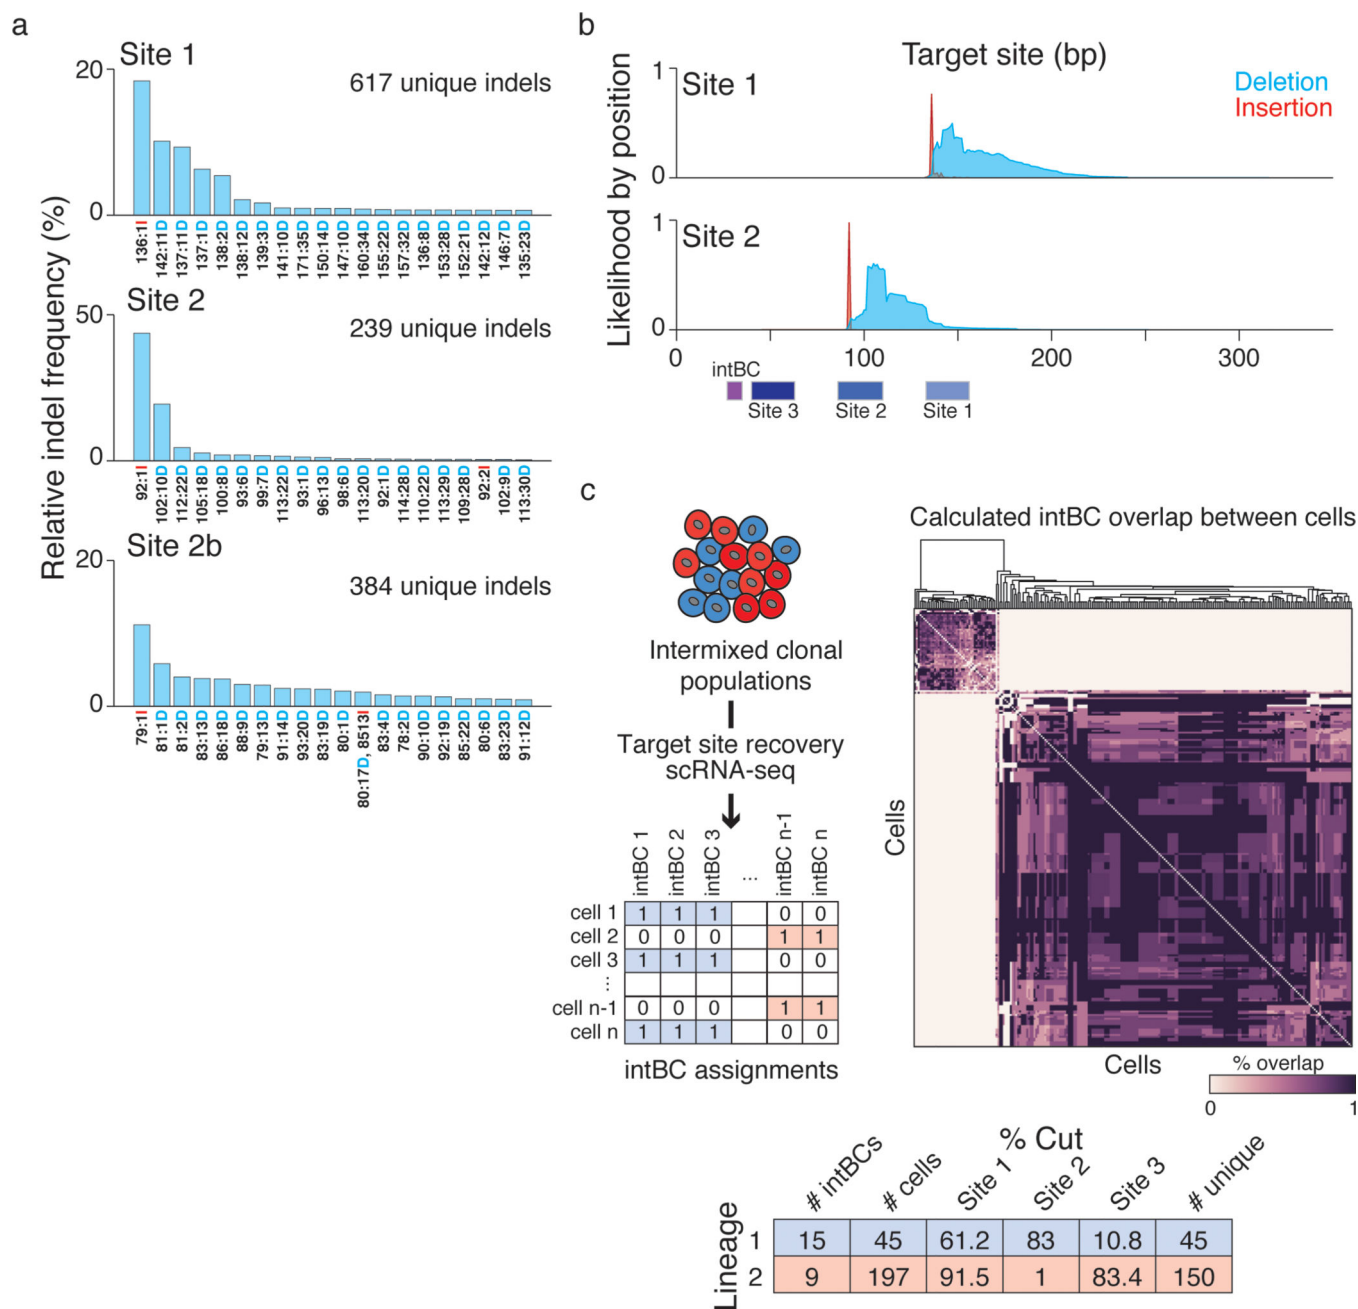 a
Site 1
617 unique indels
20
0
136:1I
142:11D
137:11D
137:1D
138:2D
138:12D
139:3D
141:10D
171:35D
150:14D
147:10D
160:34D
155:22D
157:32D
136:8D
153:28D
152:21D
142:12D
146:7D
135:23D
Relative indel frequency (%)
Site 2
239 unique indels
50
0
92:1I
102:10D
112:22D
105:18D
100:8D
93:6D
99:7D
113:22D
93:1D
96:13D
98:6D
113:20D
92:1D
114:28D
110:22D
113:29D
109:28D
92:2I
102:9D
113:30D
Site 2b
384 unique indels
20
0
79:1I
81:1D
81:2D
83:13D
86:18D
88:9D
79:13D
91:14D
93:20D
83:19D
80:1D
80:17D, 8513I
83:4D
78:2D
90:10D
92:19D
85:22D
80:6D
83:23D
91:12D
b
Target site (bp)
Likelihood by position
1
Site 1
0
Deletion
Insertion
1
Site 2
0
0 100 200 300
intBC
Site 3 Site 2 Site 1
c
Intermixed clonal
populations
Target site recovery
scRNA-seq
intBC 1 intBC 2 intBC 3 ... intBC n-1 intBC n
cell 1 1 1 1 0 0
cell 2 0 0 0 1 1
cell 3 1 1 1 0 0
⋮
cell n-1 0 0 0 1 1
cell n 1 1 1 0 0
intBC assignments
Calculated intBC overlap between cells
Cells
Cells
% overlap
0 1
% Cut
# intBCs # cells Site 1 Site 2 Site 3 # unique
Lineage
1 15 45 61.2 83 10.8 45
2 9 197 91.5 1 83.4 150